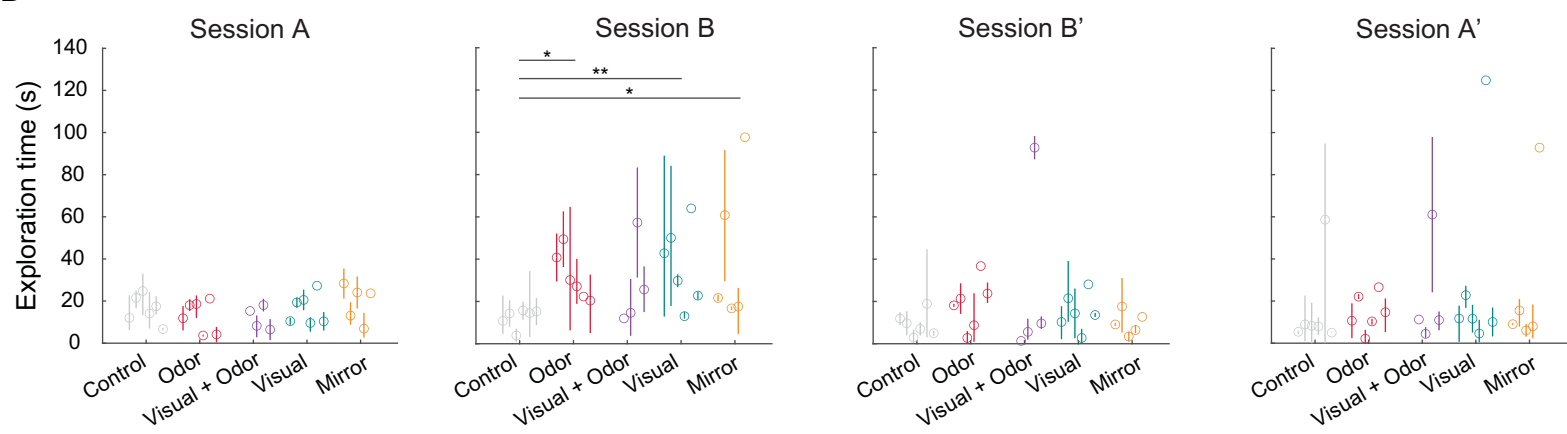 Session A
Session B
Session B’
Session A’
Exploration time (s)
140
120
100
80
60
40
20
0
*
**
*
Control
Odor
Visual + Odor
Visual
Mirror
Control
Odor
Visual + Odor
Visual
Mirror
Control
Odor
Visual + Odor
Visual
Mirror
Control
Odor
Visual + Odor
Visual
Mirror